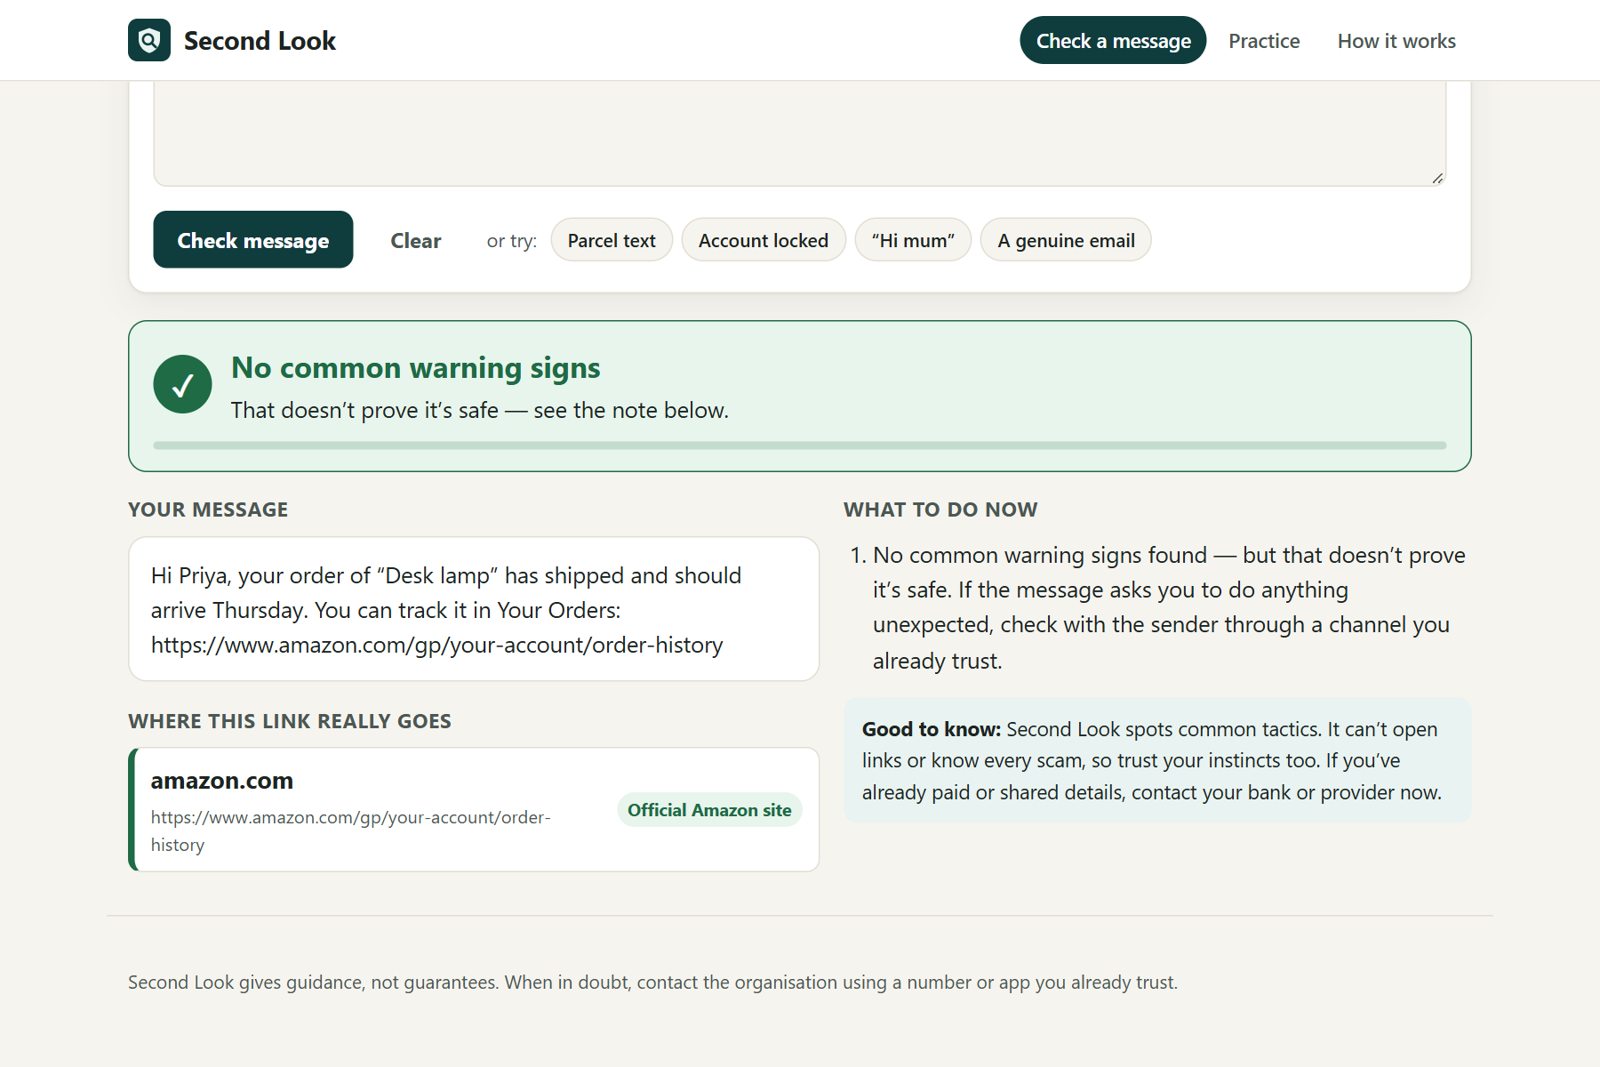 Second Look
Check a message
Practice
How it works
Check message
Clear
or try:
Parcel text
Account locked
“Hi mum”
A genuine email
No common warning signs
That doesn’t prove it’s safe — see the note below.
YOUR MESSAGE
Hi Priya, your order of “Desk lamp” has shipped and should
arrive Thursday. You can track it in Your Orders:
https://www.amazon.com/gp/your-account/order-history
WHERE THIS LINK REALLY GOES
amazon.com
https://www.amazon.com/gp/your-account/order-
history
Official Amazon site
WHAT TO DO NOW
1. No common warning signs found — but that doesn’t prove
it’s safe. If the message asks you to do anything
unexpected, check with the sender through a channel you
already trust.
Good to know: Second Look spots common tactics. It can’t open
links or know every scam, so trust your instincts too. If you’ve
already paid or shared details, contact your bank or provider now.
Second Look gives guidance, not guarantees. When in doubt, contact the organisation using a number or app you already trust.